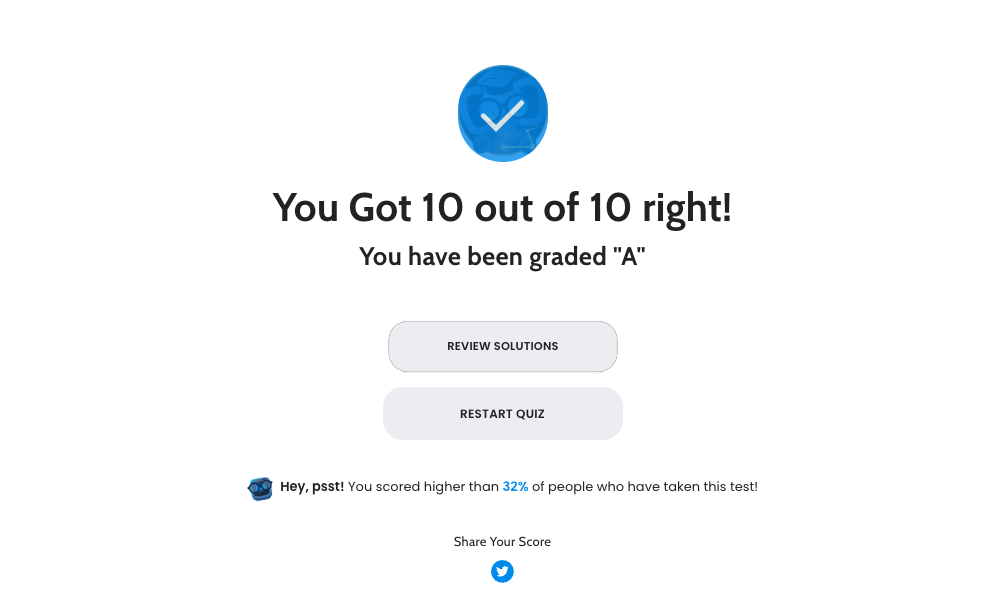 You Got 10 out of 10 right!
You have been graded "A"
REVIEW SOLUTIONS
RESTART QUIZ
Hey, psst! You scored higher than 32% of people who have taken this test!
Share Your Score